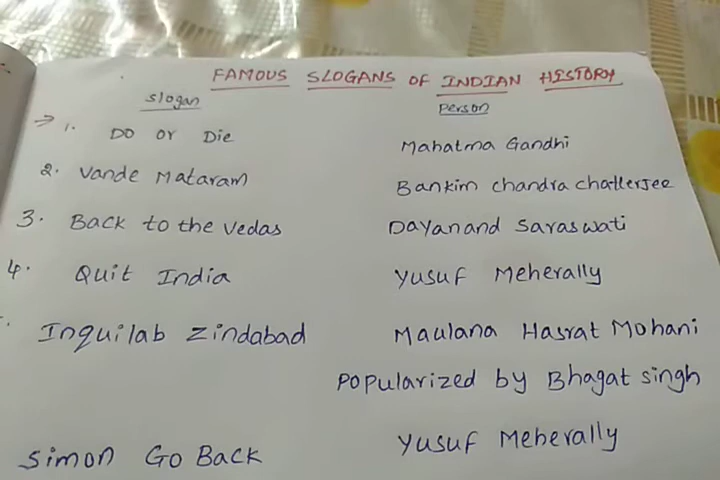 FAMOUS SLOGANS OF INDIAN HISTORY
Slogan Person
→ 1. Do or Die Mahatma Gandhi
2. Vande Mataram Bankim Chandra Chatterjee
3. Back to the Vedas Dayanand Saraswati
4. Quit India Yusuf Meherally
Inquilab Zindabad Maulana Hasrat Mohani
Popularized by Bhagat Singh
Simon Go Back Yusuf Meherally